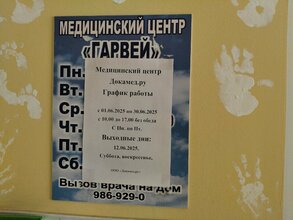 МЕДИЦИНСКИЙ ЦЕНТР
«ГАРВЕЙ»
Пн.
Вт.
Ср.
Чт.
Пт.
Сб.
Медицинский центр
Докамед.ру
График работы
с 01.06.2025 по 30.06.2025
с 10.00 до 17.00 без обеда
С Пн. по Пт.
Выходные дни:
12.06.2025.
Суббота, воскресенье.
ООО
Вызов врача на дом
986-929-0